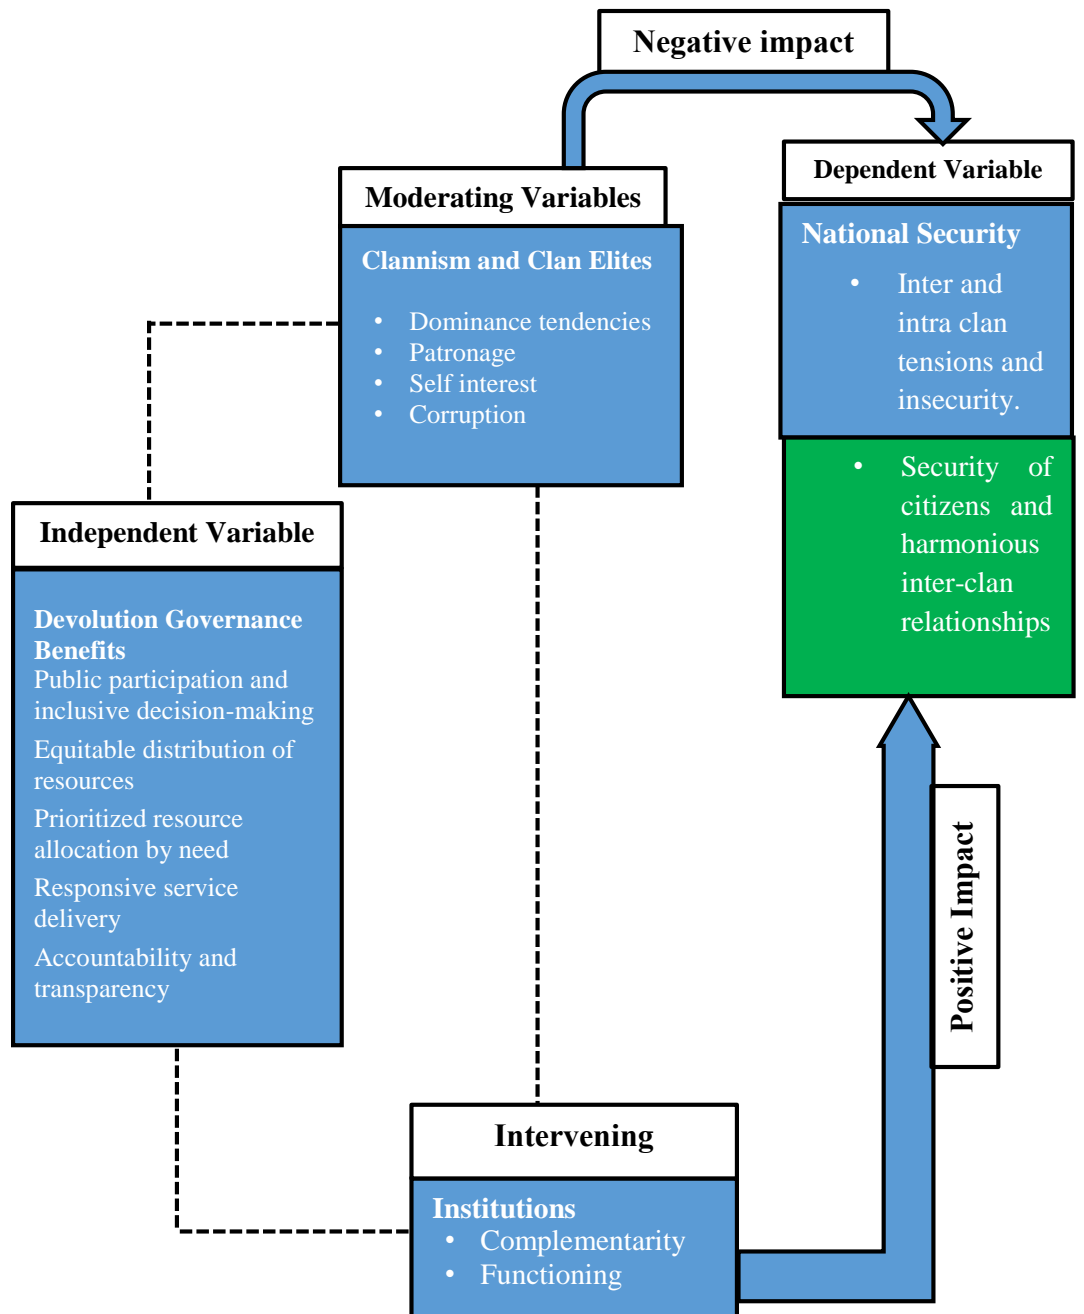 Negative impact
Dependent Variable
National Security
• Inter and
intra clan
tensions and
insecurity.
• Security of
citizens and
harmonious
inter-clan
relationships
Moderating Variables
Clannism and Clan Elites
• Dominance tendencies
• Patronage
• Self interest
• Corruption
Independent Variable
Devolution Governance
Benefits
Public participation and
inclusive decision-making
Equitable distribution of
resources
Prioritized resource
allocation by need
Responsive service
delivery
Accountability and
transparency
Positive Impact
Intervening
Institutions
• Complementarity
• Functioning